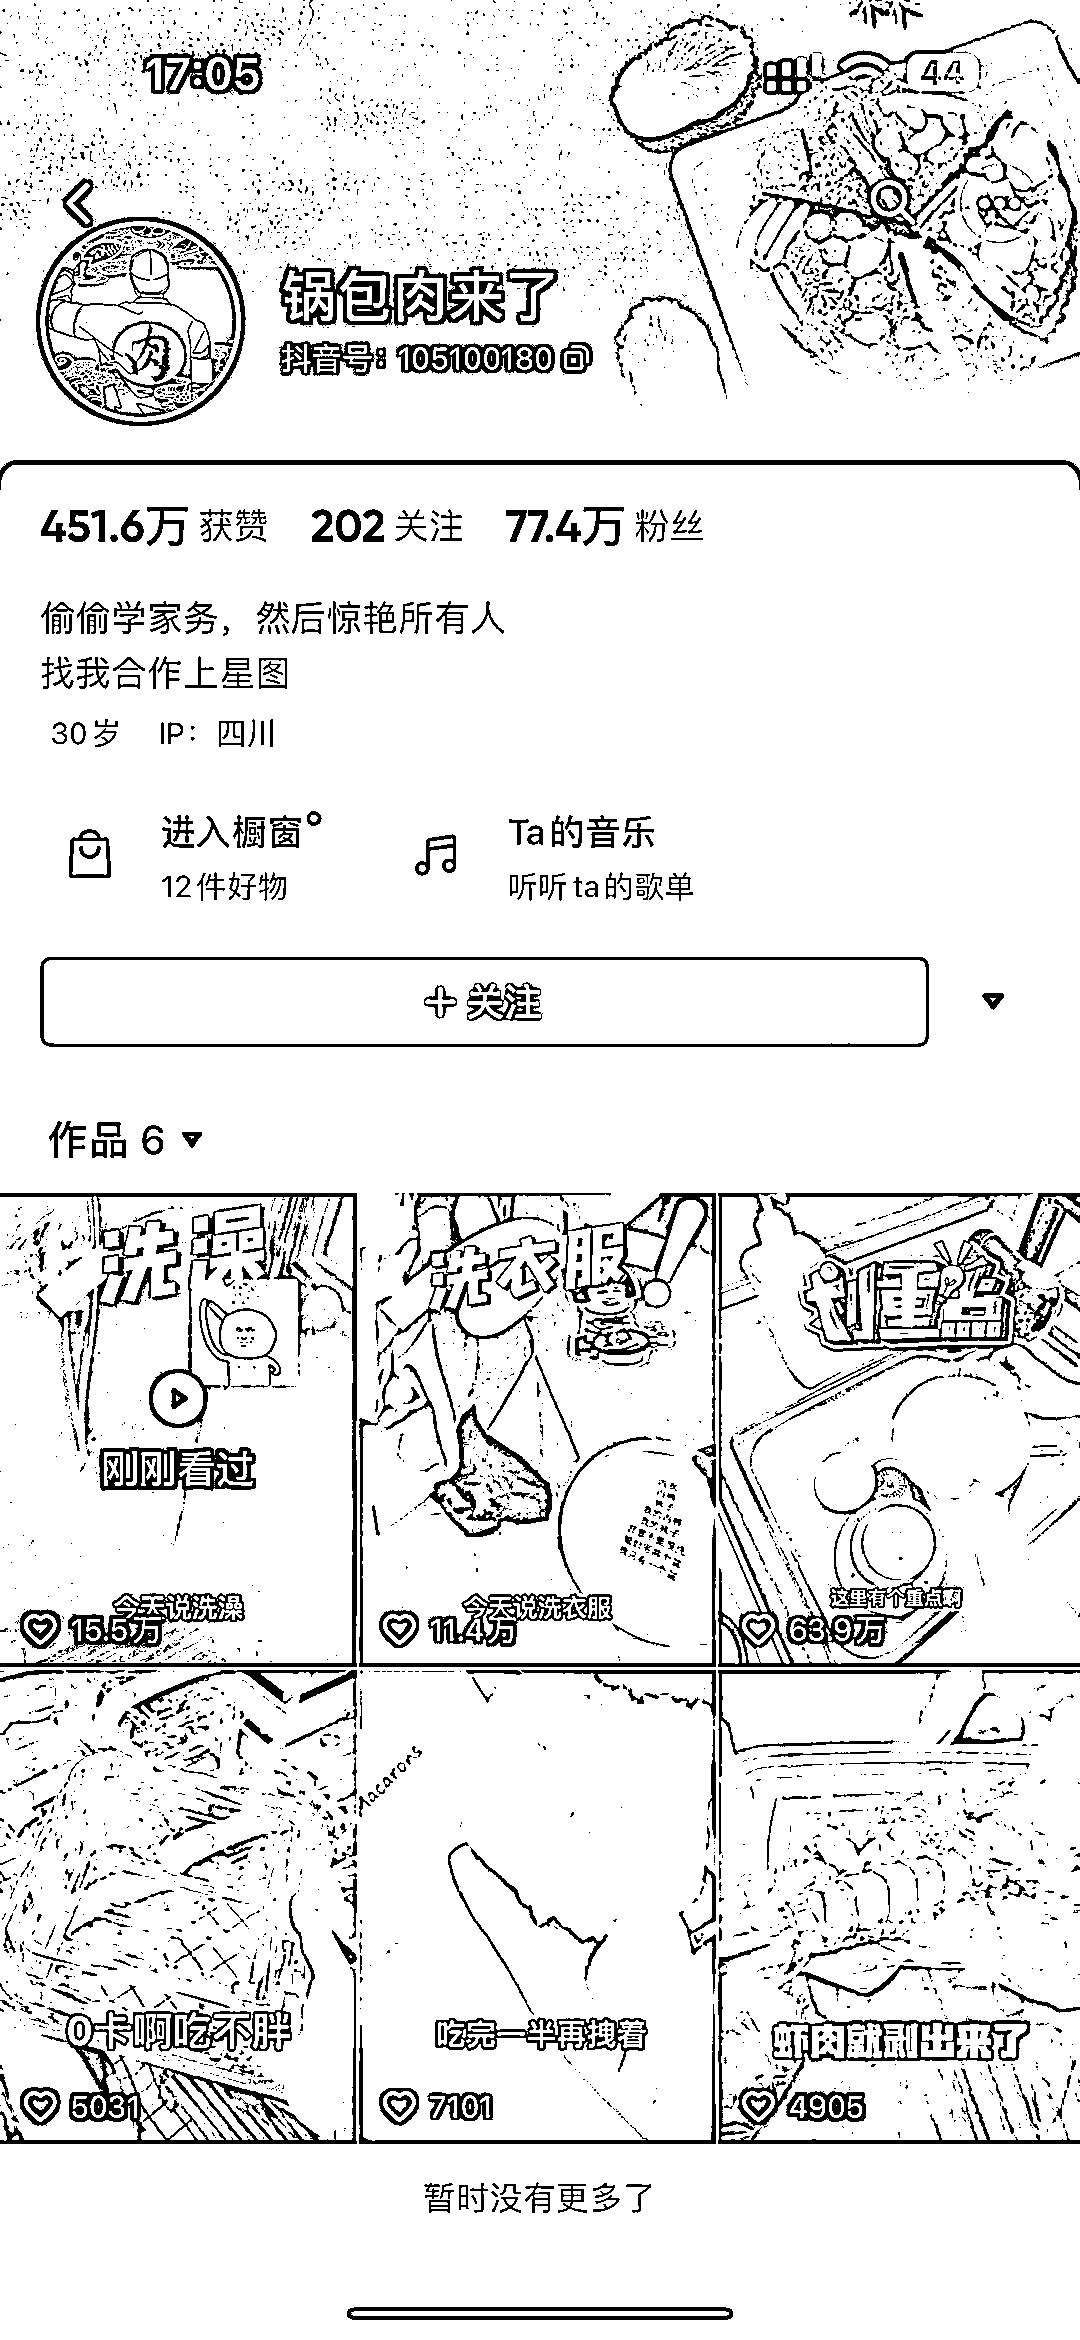 17:05
44
肉
锅包肉来了
抖音号：105100180
451.6万 获赞 202 关注 77.4万 粉丝
偷偷学家务，然后惊艳所有人
找我合作上星图
30岁 IP：四川
进入橱窗
12件好物
Ta的音乐
听听ta的歌单
关注
作品 6
洗澡
刚刚看过
今天说洗澡
15.5万
洗衣服
今天说洗衣服
11.4万
划重点
这里有个重点啊
63.9万
0卡啊吃不胖
5031
Macarons
吃完一半再拽着
7101
虾肉就剥出来了
4905
暂时没有更多了